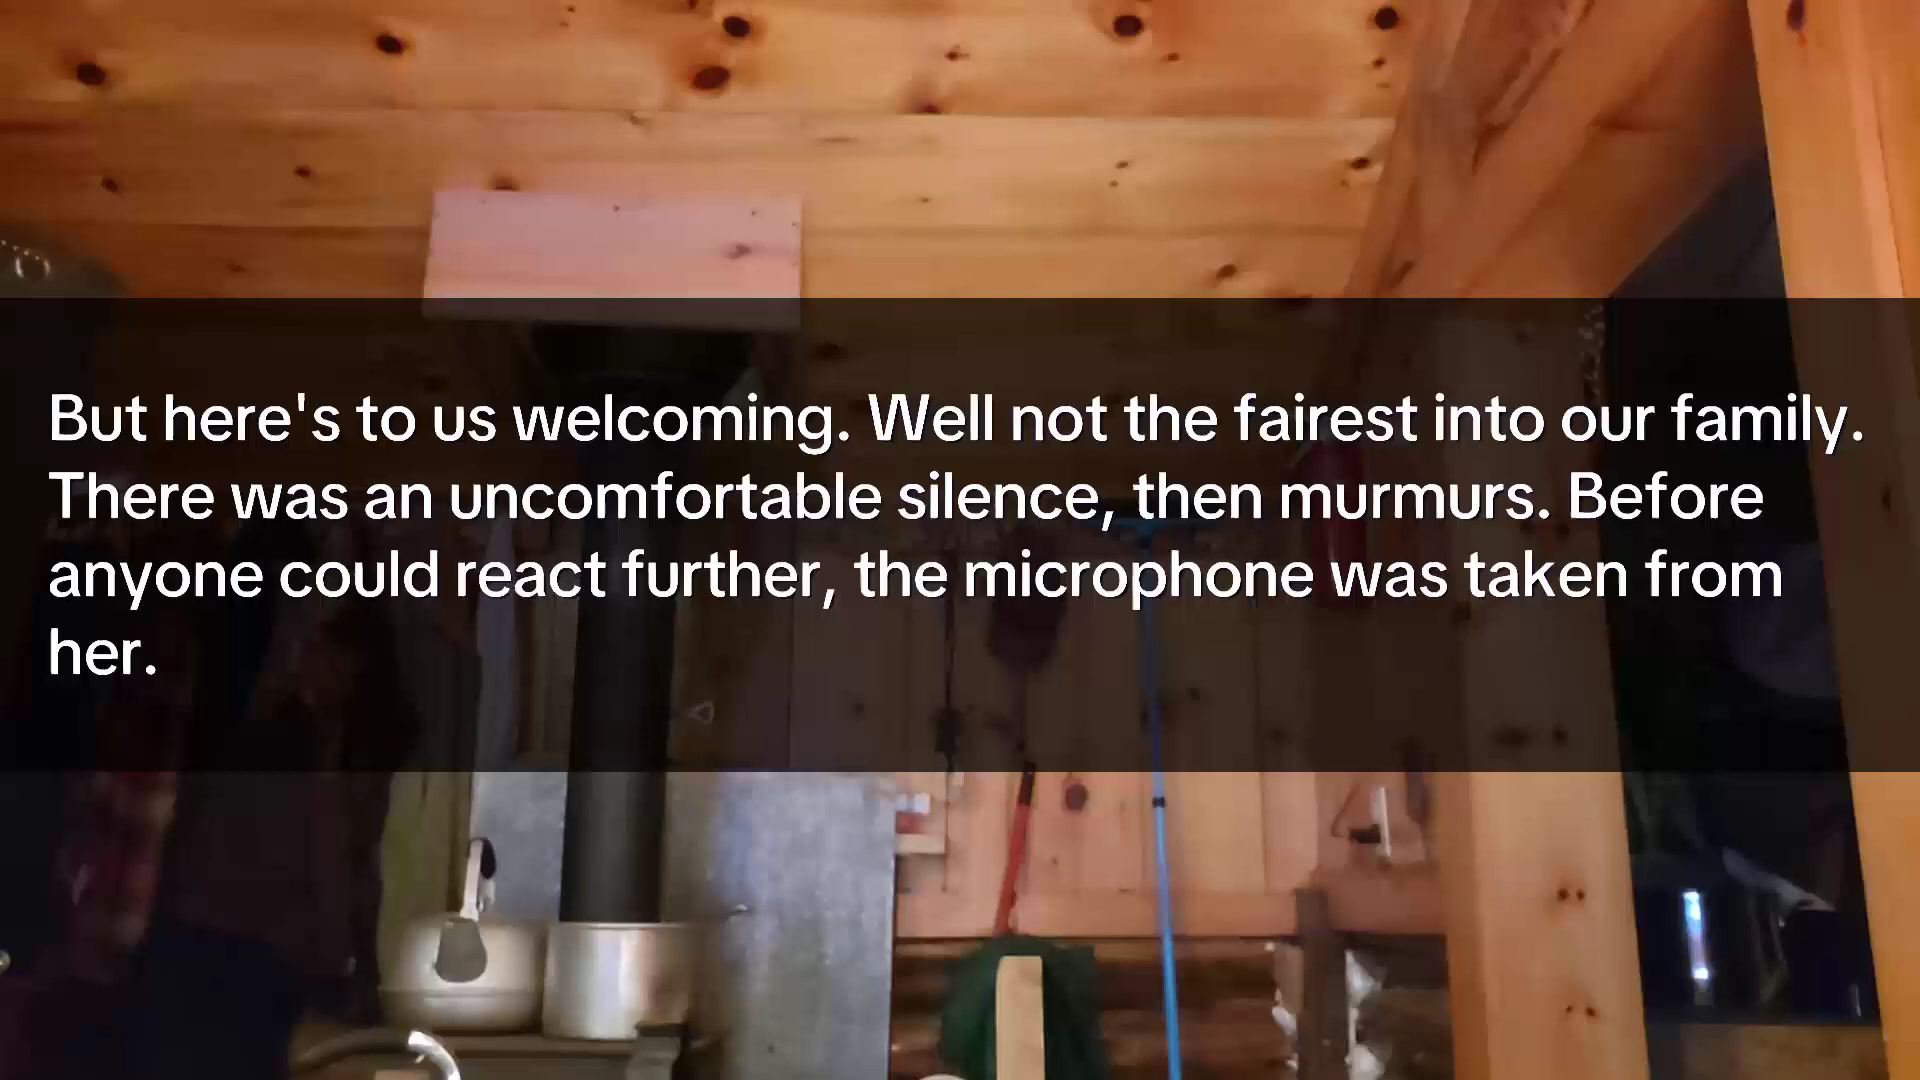 But here's to us welcoming. Well not the fairest into our family.
There was an uncomfortable silence, then murmurs. Before
anyone could react further, the microphone was taken from
her.